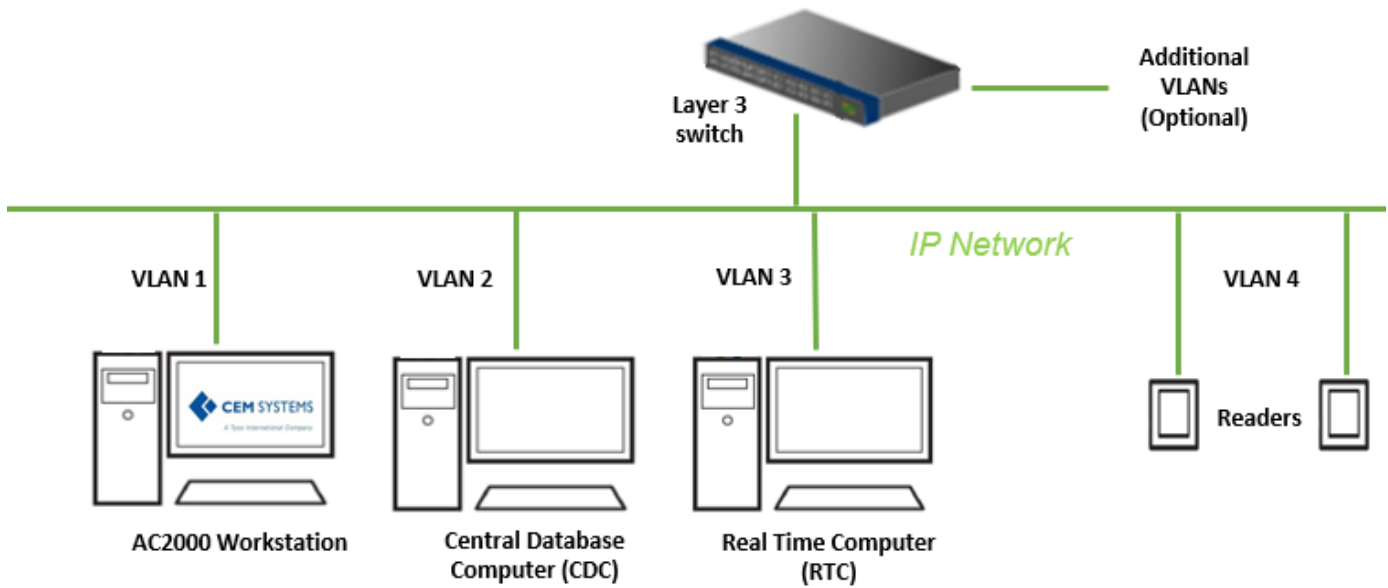 Layer 3
switch
Additional
VLANs
(Optional)
IP Network
VLAN 1
VLAN 2
VLAN 3
VLAN 4
CEM SYSTEMS
A Tyco International Company
Readers
AC2000 Workstation
Central Database
Computer (CDC)
Real Time Computer
(RTC)